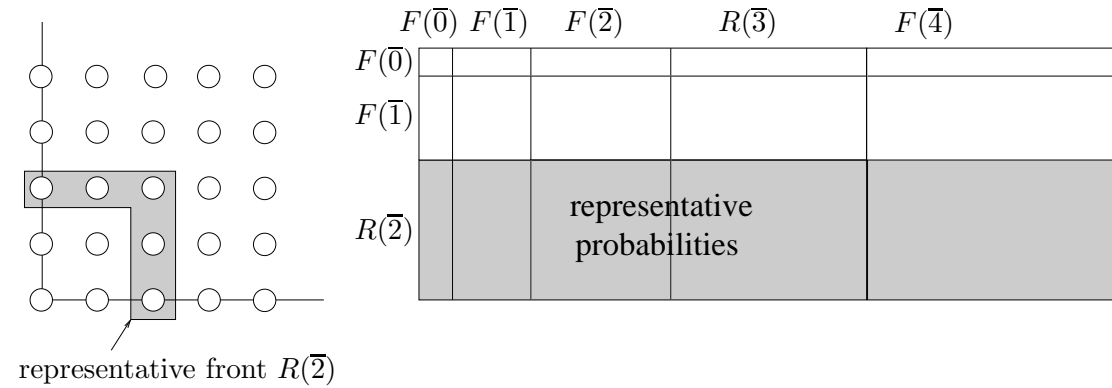 F(0̅) F(1̅) F(2̅) R(3̅) F(4̅)
F(0̅)
F(1̅)
R(2̅)
representative
probabilities
representative front R(2̅)